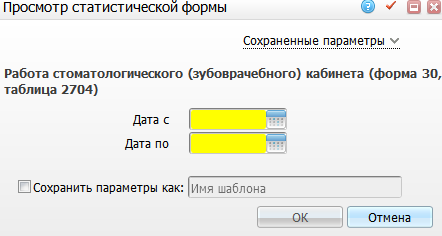 Просмотр статистической формы
Сохраненные параметры
Работа стоматологического (зубоврачебного) кабинета (форма 30,
таблица 2704)
Дата с
Дата по
Сохранить параметры как: Имя шаблона
ОК Отмена